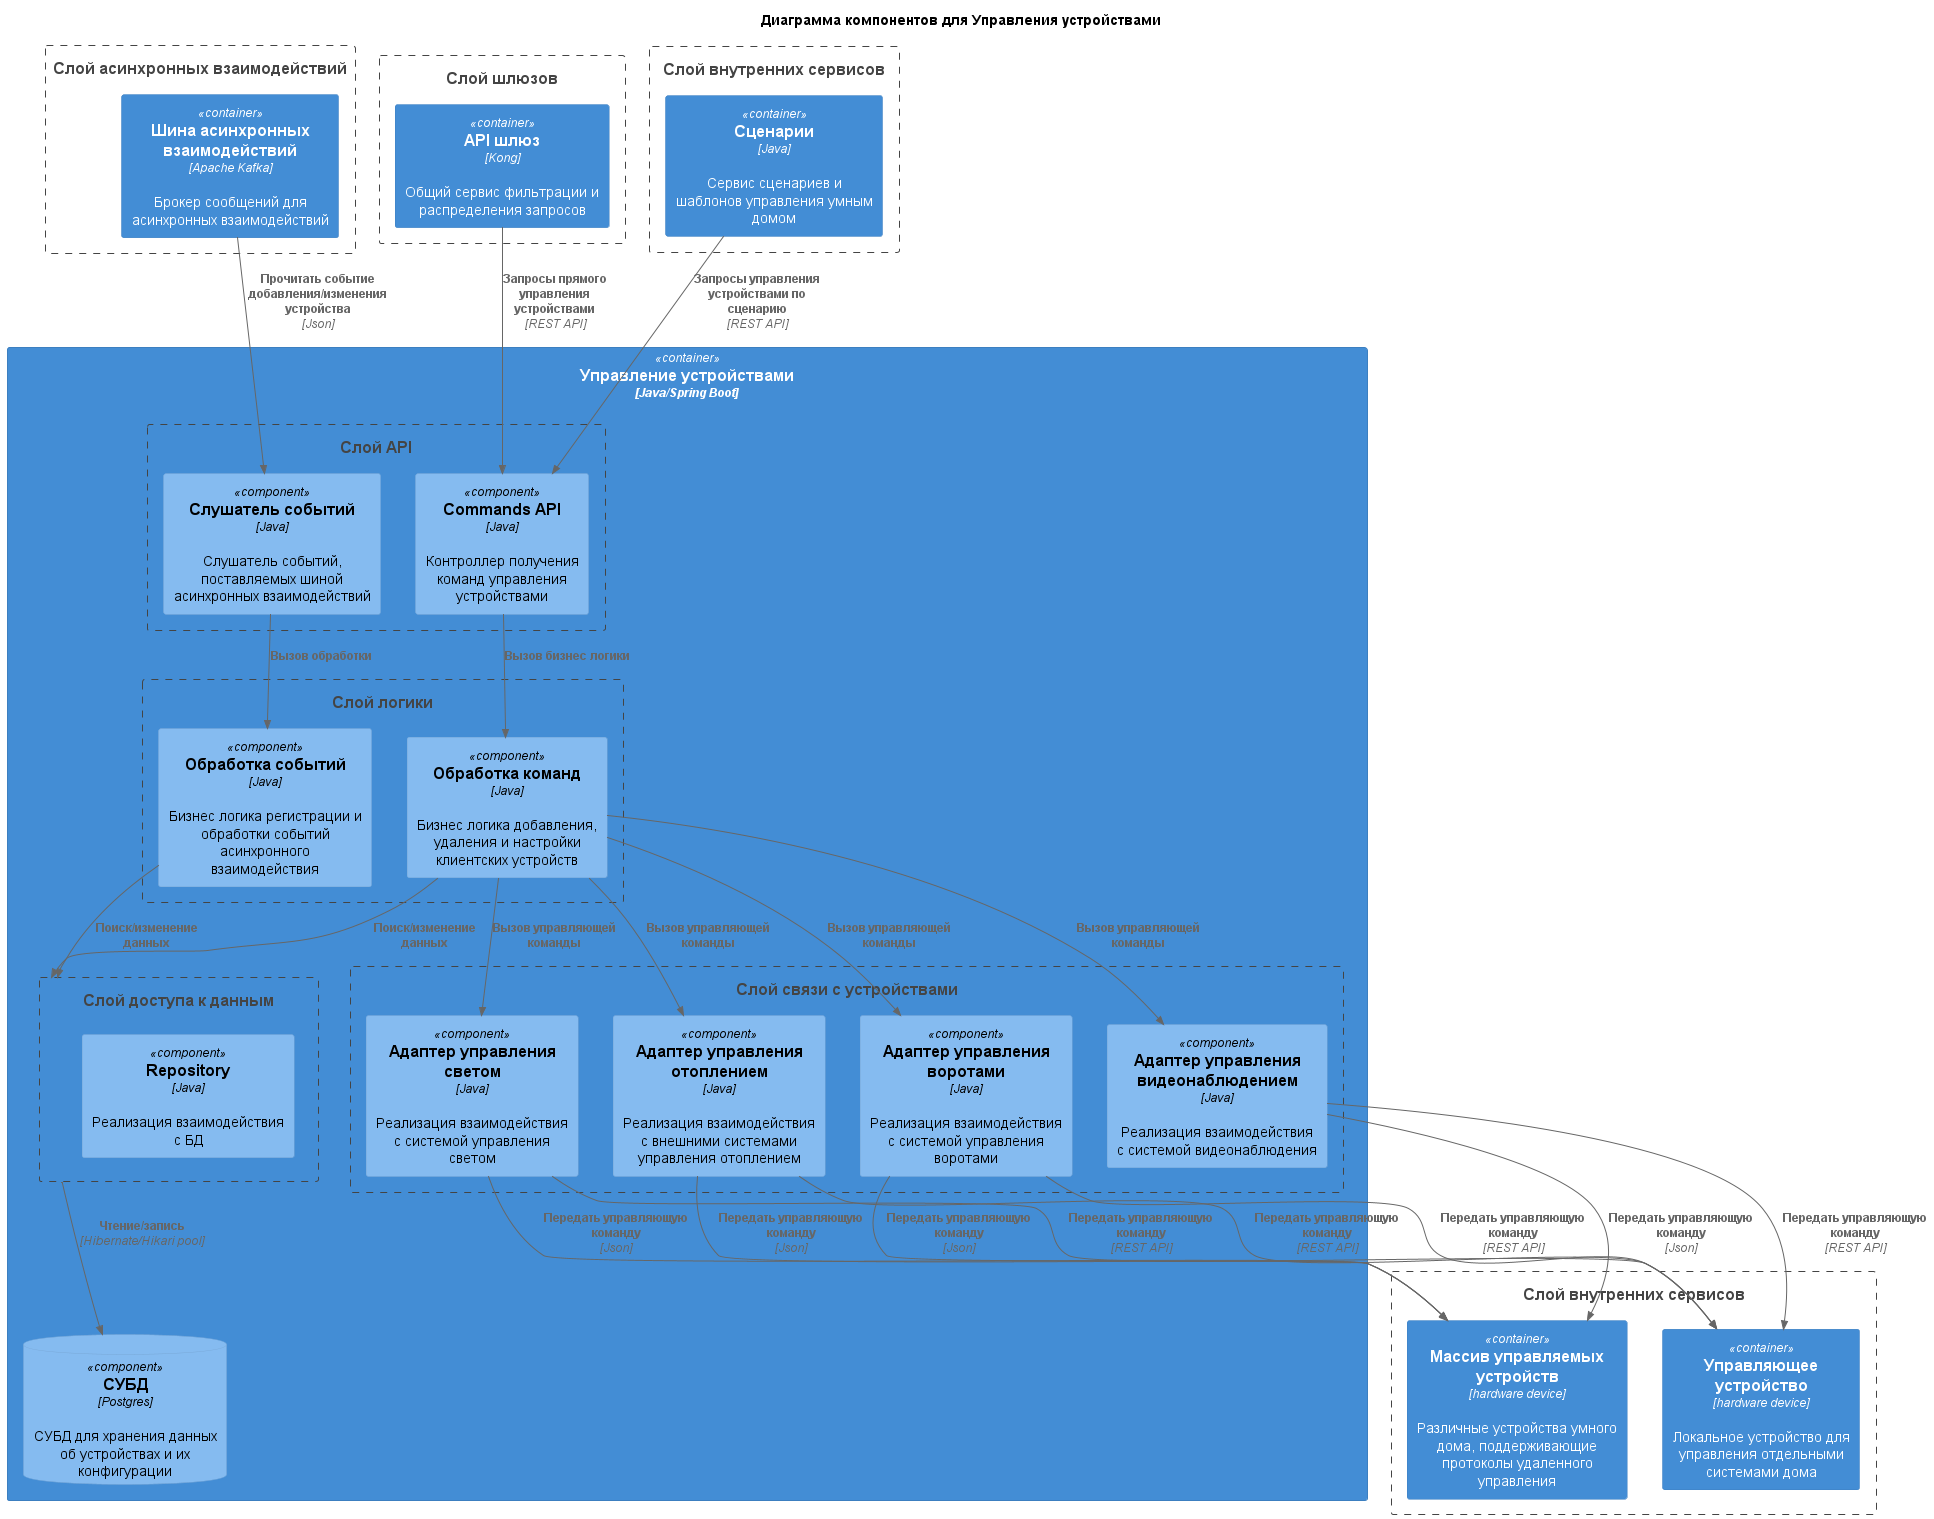 Диаграмма компонентов для Управления устройствами
Слой асинхронных взаимодействий
«container»
Шина асинхронных
взаимодействий
[Apache Kafka]
Брокер сообщений для
асинхронных взаимодействий
Слой шлюзов
«container»
API шлюз
[Kong]
Общий сервис фильтрации и
распределения запросов
Слой внутренних сервисов
«container»
Сценарии
[Java]
Сервис сценариев и
шаблонов управления умным
домом
Прочитать событие
добавления/изменения
устройства
[Json]
Запросы прямого
управления
устройствами
[REST API]
Запросы управления
устройствами по
сценарию
[REST API]
«container»
Управление устройствами
[Java/Spring Boot]
Слой API
«component»
Слушатель событий
[Java]
Слушатель событий,
поставляемых шиной
асинхронных взаимодействий
«component»
Commands API
[Java]
Контроллер получения
команд управления
устройствами
Вызов обработки
Вызов бизнес логики
Слой логики
«component»
Обработка событий
[Java]
Бизнес логика регистрации и
обработки событий
асинхронного
взаимодействия
«component»
Обработка команд
[Java]
Бизнес логика добавления,
удаления и настройки
клиентских устройств
Поиск/изменение
данных
Поиск/изменение
данных
Вызов управляющей
команды
Вызов управляющей
команды
Вызов управляющей
команды
Вызов управляющей
команды
Слой доступа к данным
«component»
Repository
[Java]
Реализация взаимодействия
с БД
Слой связи с устройствами
«component»
Адаптер управления
светом
[Java]
Реализация взаимодействия
с системой управления
светом
«component»
Адаптер управления
отоплением
[Java]
Реализация взаимодействия
с внешними системами
управления отоплением
«component»
Адаптер управления
воротами
[Java]
Реализация взаимодействия
с системой управления
воротами
«component»
Адаптер управления
видеонаблюдением
[Java]
Реализация взаимодействия
с системой видеонаблюдения
Чтение/запись
[Hibernate/Hikari pool]
Передать управляющую
команду
[Json]
Передать управляющую
команду
[Json]
Передать управляющую
команду
[Json]
Передать управляющую
команду
[REST API]
Передать управляющую
команду
[REST API]
Передать управляющую
команду
[REST API]
Передать управляющую
команду
[Json]
Передать управляющую
команду
[REST API]
«component»
СУБД
[Postgres]
СУБД для хранения данных
об устройствах и их
конфигурации
Слой внутренних сервисов
«container»
Массив управляемых
устройств
[hardware device]
Различные устройства умного
дома, поддерживающие
протоколы удаленного
управления
«container»
Управляющее
устройство
[hardware device]
Локальное устройство для
управления отдельными
системами дома